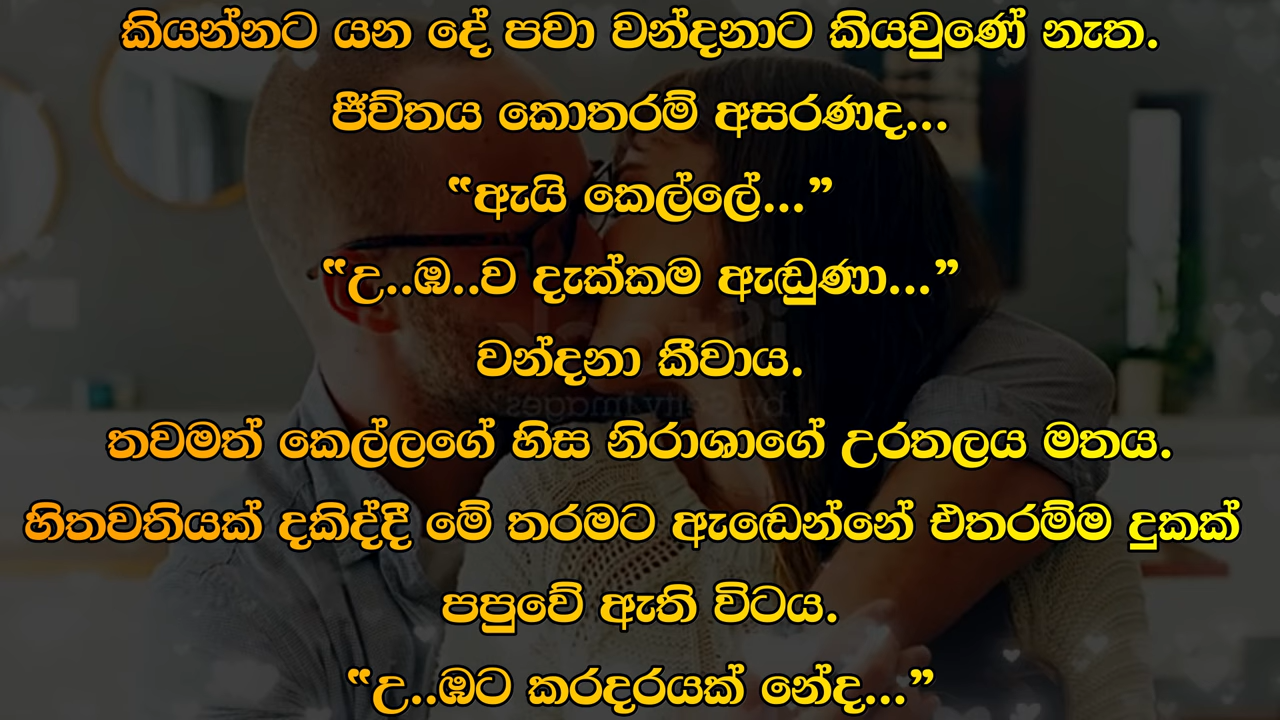 කියන්නට යන දේ පවා වන්දනාට කියවුණේ නැත.
ජීවිතය කොතරම් අසරණද...
“ඇයි කෙල්ලේ...”
“උ..ඹ..ව දැක්කම ඇඬුණා...”
වන්දනා කීවාය.
තවමත් කෙල්ලගේ හිස නිරාශාගේ උරතලය මතය.
හිතවතියක් දකිද්දී මේ තරමට ඇඬෙන්නේ එතරම්ම දුකක්
පපුවේ ඇති විටය.
“උ..ඹට කරදරයක් නේද...”